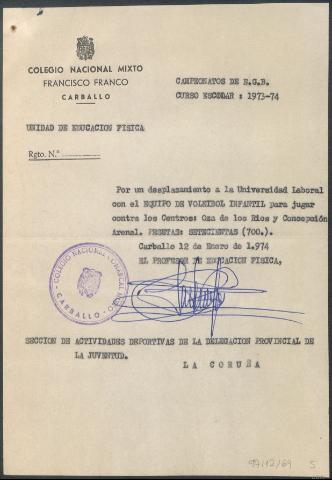 COLEGIO NACIONAL MIXTO
FRANCISCO FRANCO
CARBALLO
CAMPEONATOS DE E.G.B.
CURSO ESCOLAR : 1973-74
UNIDAD DE EDUCACION FISICA
Rgto. N.º
Por un desplazamiento a la Universidad Laboral
con el EQUIPO DE VOLEIBOL INFANTIL para jugar
contra los Centros: Oza de los Rios y Concepción
Arenal. PESETAS: SETECIENTAS (700.).
Carballo 12 de Enero de 1.974
EL PROFESOR DE EDUCACION FISICA,
COLEGIO NACIONAL
CARBALLO
SECCION DE ACTIVIDADES DEPORTIVAS DE LA DELEGACION PROVINCIAL DE
LA JUVENTUD.
LA CORUÑA
5